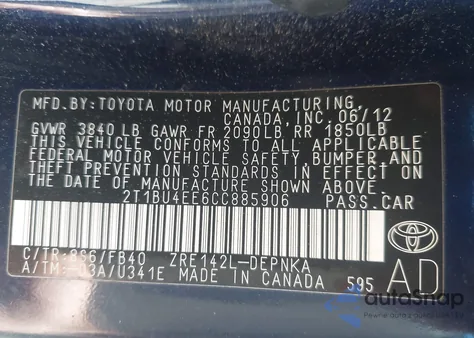 MFD. BY: TOYOTA MOTOR MANUFACTURING,
CANADA, INC. 06/12
GVWR 3840 LB GAWR FR 2090LB RR 1850LB
THIS VEHICLE CONFORMS TO ALL APPLICABLE
FEDERAL MOTOR VEHICLE SAFETY, BUMPER, AND
THEFT PREVENTION STANDARDS IN EFFECT ON
THE DATE OF MANUFACTURE SHOWN ABOVE.
2T1BU4EE6CC885906 PASS.CAR
C/TR: 8S6/FB40 ZRE142L-DEPNKA
A/TM: -03A/U341E MADE IN CANADA 595
TOYOTA
AD
autoSnap